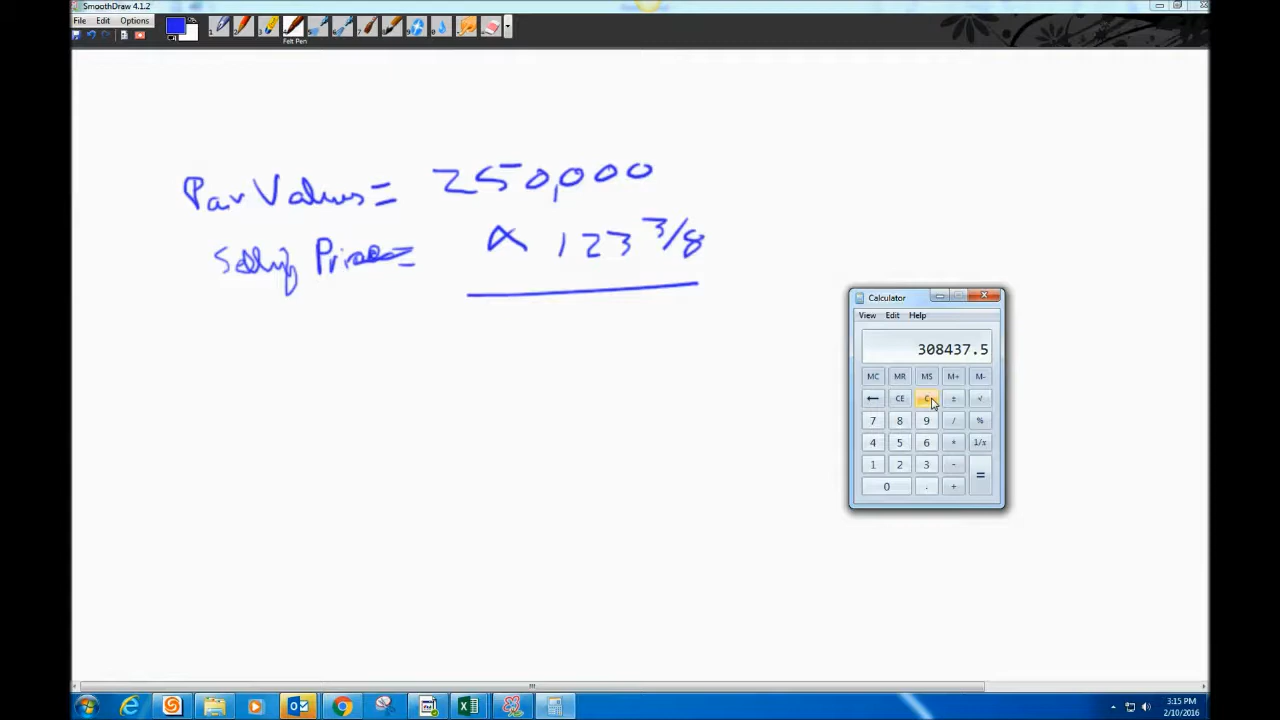 SmoothDraw 4.1.2
File Edit Options
Felt Pen
Par Value = 250,000
Selling Price = × 123 3/8
Calculator
View Edit Help
308437.5
MC MR MS M+ M-
← CE C ± √
7 8 9 / %
4 5 6 * 1/x
1 2 3 - =
0 . +
3:15 PM
2/10/2016